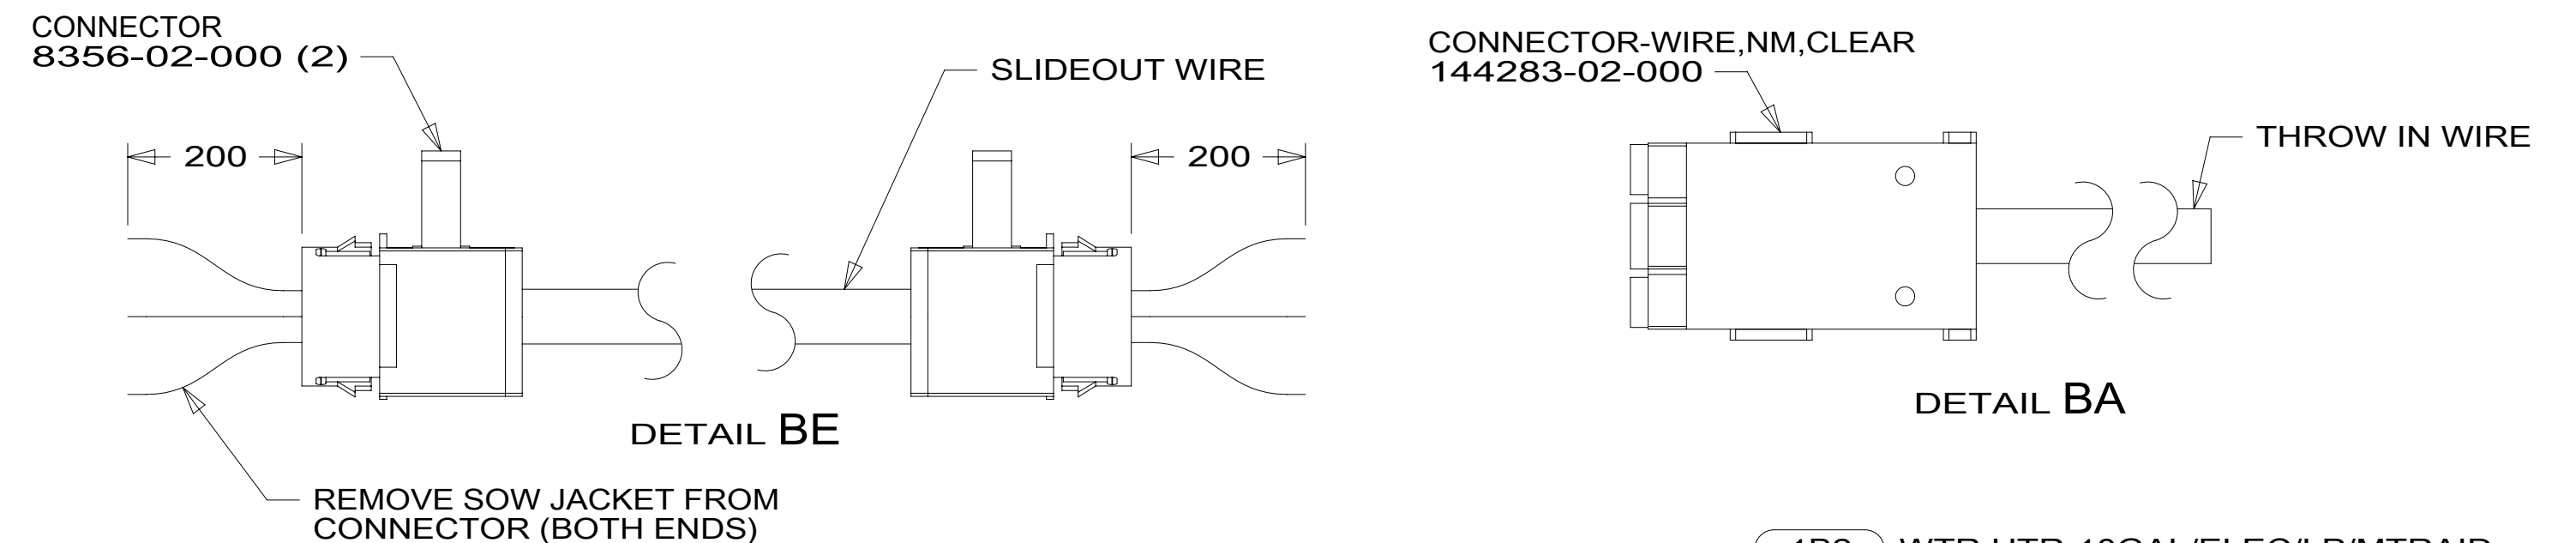 CONNECTOR
8356-02-000 (2)
SLIDEOUT WIRE
200
200
DETAIL BE
REMOVE SOW JACKET FROM
CONNECTOR (BOTH ENDS)
CONNECTOR-WIRE,NM,CLEAR
144283-02-000
THROW IN WIRE
DETAIL BA